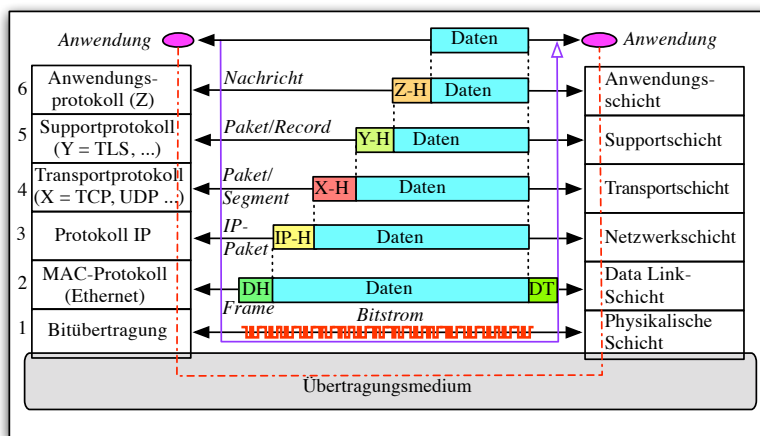 Anwendung Daten Anwendung
6 Anwendungs-
protokoll (Z)
Nachricht
Z-H Daten
Anwendungs-
schicht
5 Supportprotokoll
(Y = TLS, ...)
Paket/Record
Y-H Daten
Supportschicht
4 Transportprotokoll
(X = TCP, UDP ...)
Paket/
Segment
X-H Daten
Transportschicht
3 Protokoll IP
IP-
Paket
IP-H Daten
Netzwerkschicht
2 MAC-Protokoll
(Ethernet)
Frame
DH Daten DT
Data Link-
Schicht
1 Bitübertragung
Bitstrom
Physikalische
Schicht
Übertragungsmedium